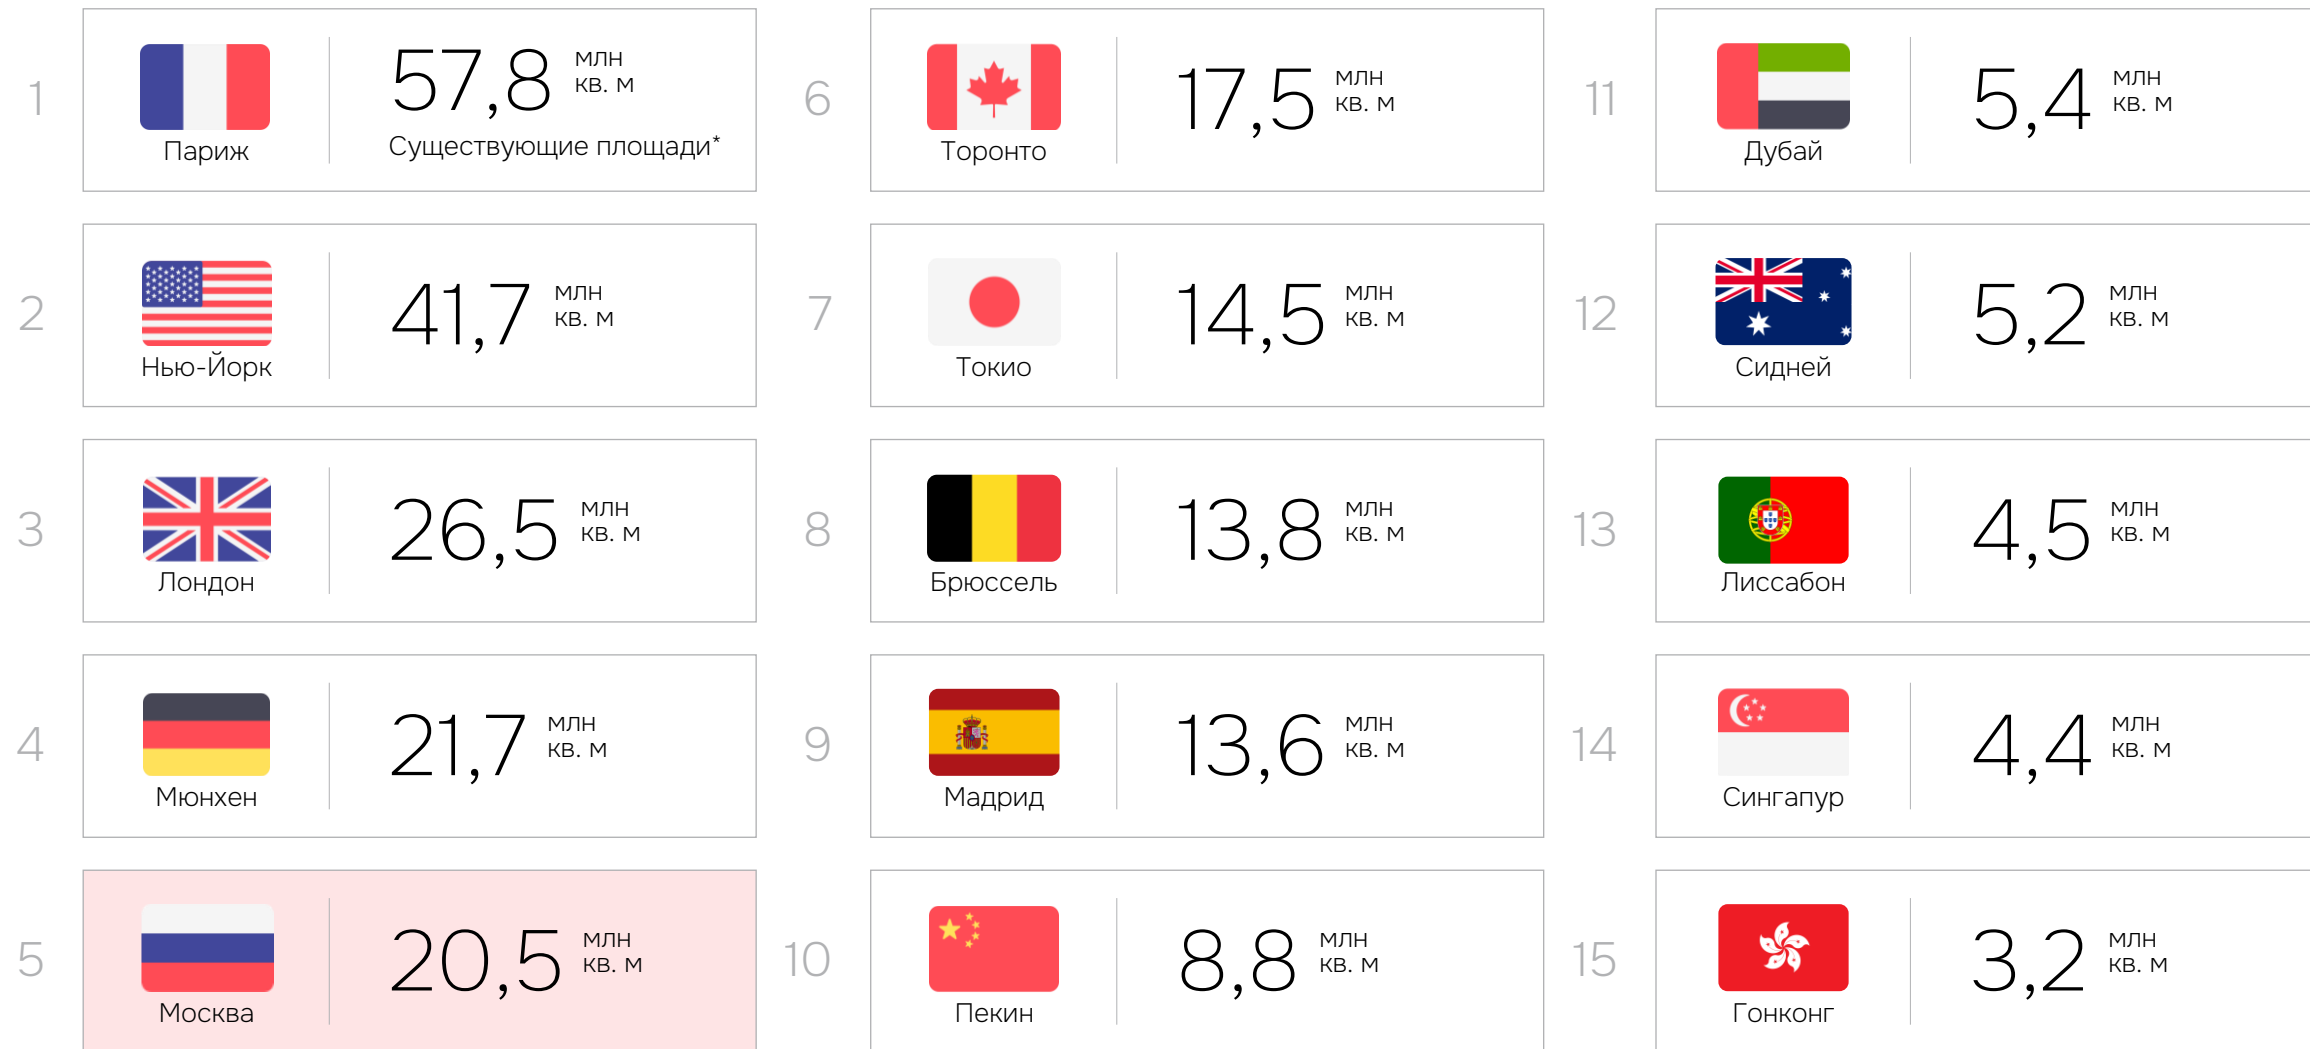 1
57,8 млн
кв. м
Париж
Существующие площади*
2
41,7 млн
кв. м
Нью-Йорк
3
26,5 млн
кв. м
Лондон
4
21,7 млн
кв. м
Мюнхен
5
20,5 млн
кв. м
Москва
6
17,5 млн
кв. м
Торонто
7
14,5 млн
кв. м
Токио
8
13,8 млн
кв. м
Брюссель
9
13,6 млн
кв. м
Мадрид
10
8,8 млн
кв. м
Пекин
11
5,4 млн
кв. м
Дубай
12
5,2 млн
кв. м
Сидней
13
4,5 млн
кв. м
Лиссабон
14
4,4 млн
кв. м
Сингапур
15
3,2 млн
кв. м
Гонконг